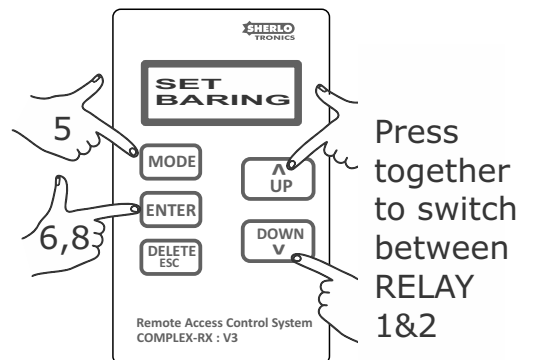 SHERLO
TRONICS
SET
BARING
5
MODE
^
UP
ENTER
6,8
DELETE
ESC
DOWN
v
Press
together
to switch
between
RELAY
1&2
Remote Access Control System
COMPLEX-RX : V3